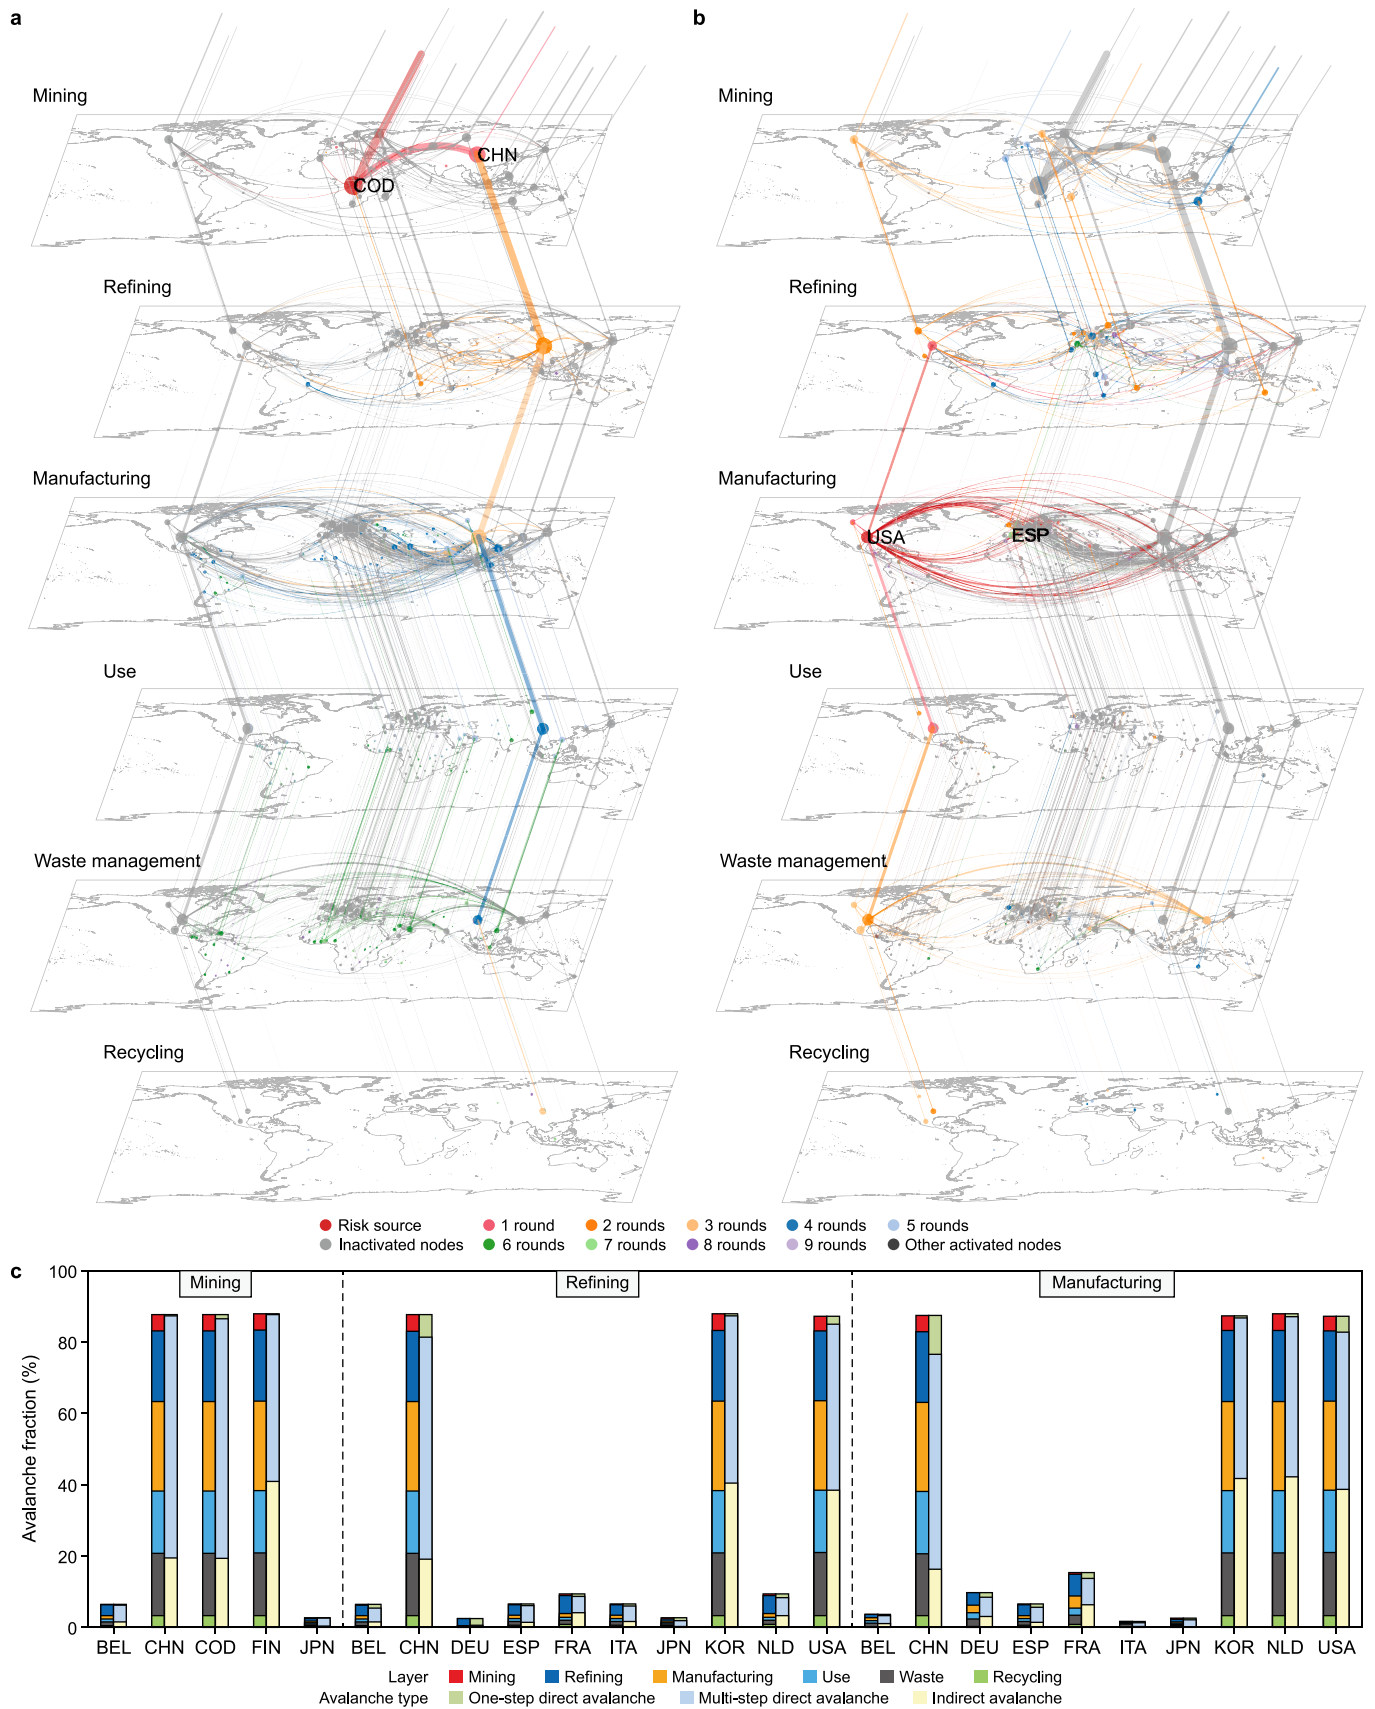 a
b
Mining
CHN
COD
Mining
Refining
Refining
Manufacturing
Manufacturing
USA
ESP
Use
Use
Waste management
Waste management
Recycling
Recycling
Risk source 1 round 2 rounds 3 rounds 4 rounds 5 rounds
Inactivated nodes 6 rounds 7 rounds 8 rounds 9 rounds Other activated nodes
c
Avalanche fraction (%)
100
80
60
40
20
0
Mining Refining Manufacturing
BEL CHN COD FIN JPN BEL CHN DEU ESP FRA ITA JPN KOR NLD USA BEL CHN DEU ESP FRA ITA JPN KOR NLD USA
Layer Mining Refining Manufacturing Use Waste Recycling
Avalanche type One-step direct avalanche Multi-step direct avalanche Indirect avalanche